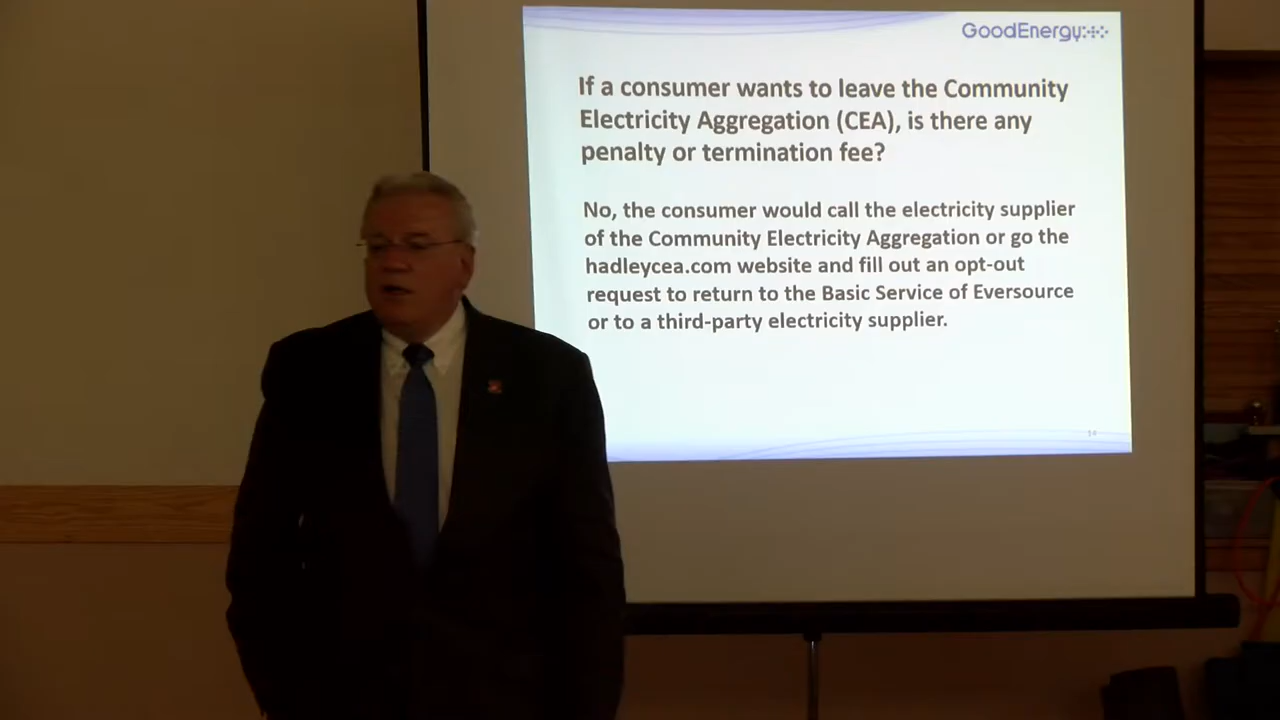 GoodEnergy
If a consumer wants to leave the Community
Electricity Aggregation (CEA), is there any
penalty or termination fee?
No, the consumer would call the electricity supplier
of the Community Electricity Aggregation or go the
hadleycea.com website and fill out an opt-out
request to return to the Basic Service of Eversource
or to a third-party electricity supplier.
14